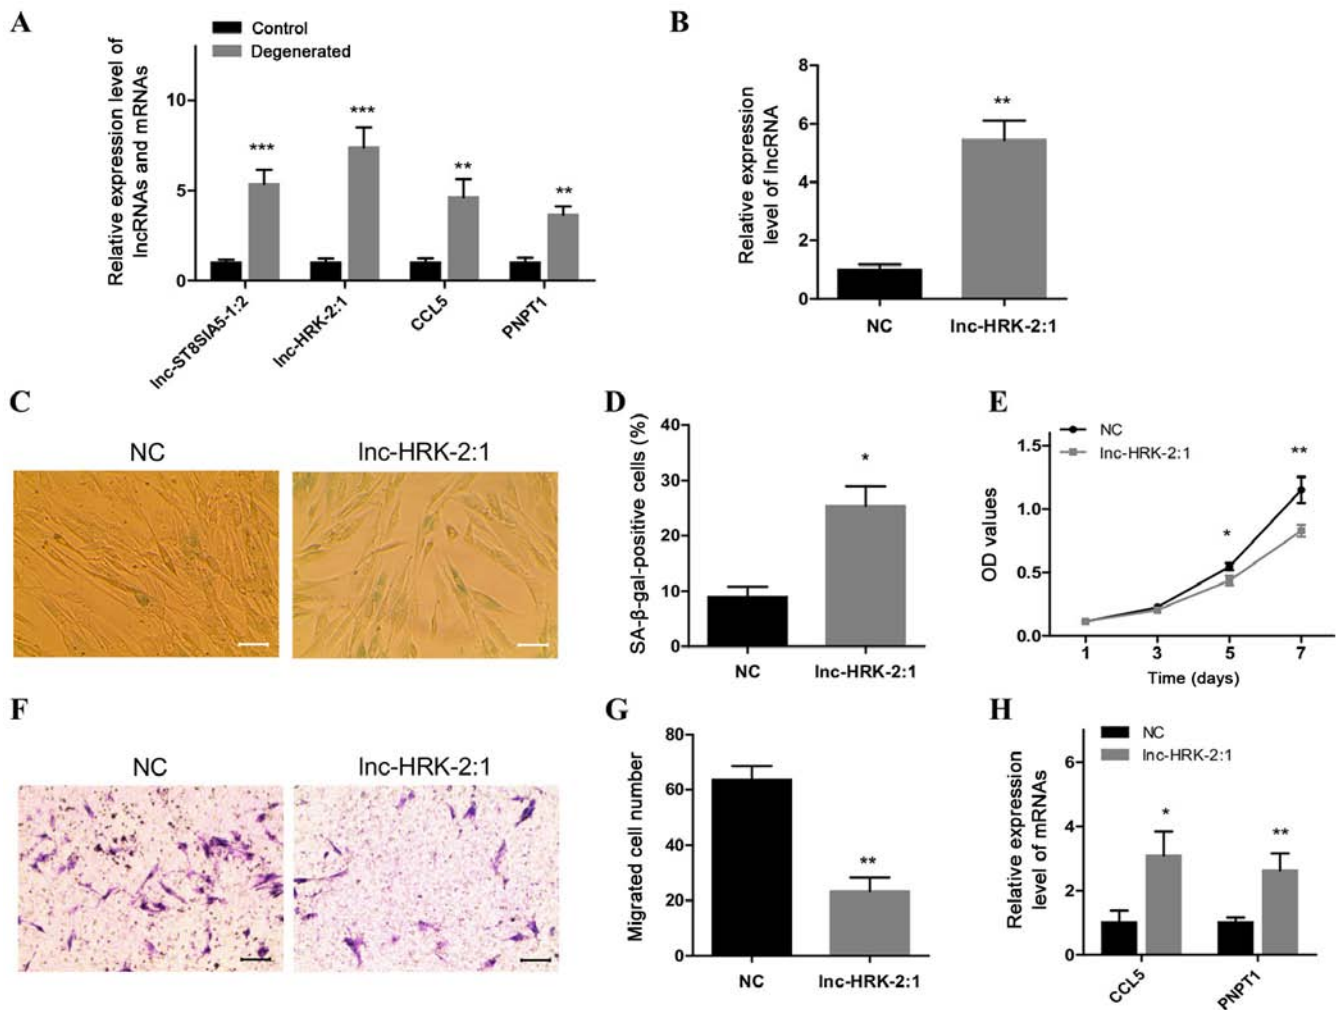 A
Control
Degenerated
Relative expression level of
lncRNAs and mRNAs
10
5
0
***
***
**
**
lnc-ST8SIA5-1:2
lnc-HRK-2:1
CCL5
PNPT1
B
Relative expression
level of lncRNA
8
6
4
2
0
**
NC
lnc-HRK-2:1
C
NC
lnc-HRK-2:1
D
SA-β-gal-positive cells (%)
40
30
20
10
0
*
NC
lnc-HRK-2:1
E
NC
lnc-HRK-2:1
OD values
1.5
1.0
0.5
0.0
*
**
1 3 5 7
Time (days)
F
NC
lnc-HRK-2:1
G
Migrated cell number
80
60
40
20
0
**
NC
lnc-HRK-2:1
H
NC
lnc-HRK-2:1
Relative expression
level of mRNAs
6
4
2
0
*
**
CCL5
PNPT1